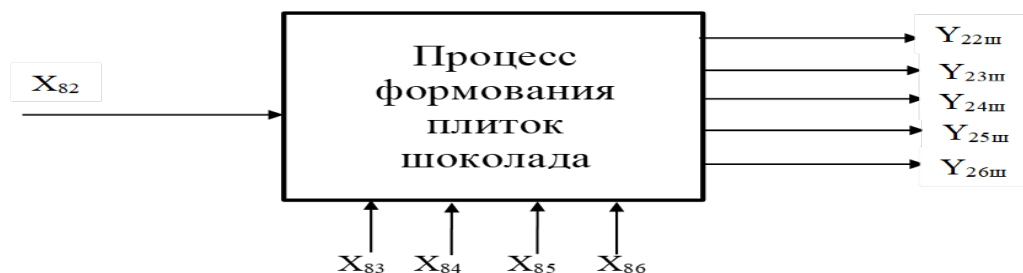 X82
Процесс
формования
плиток
шоколада
Y22ш
Y23ш
Y24ш
Y25ш
Y26ш
X83 X84 X85 X86